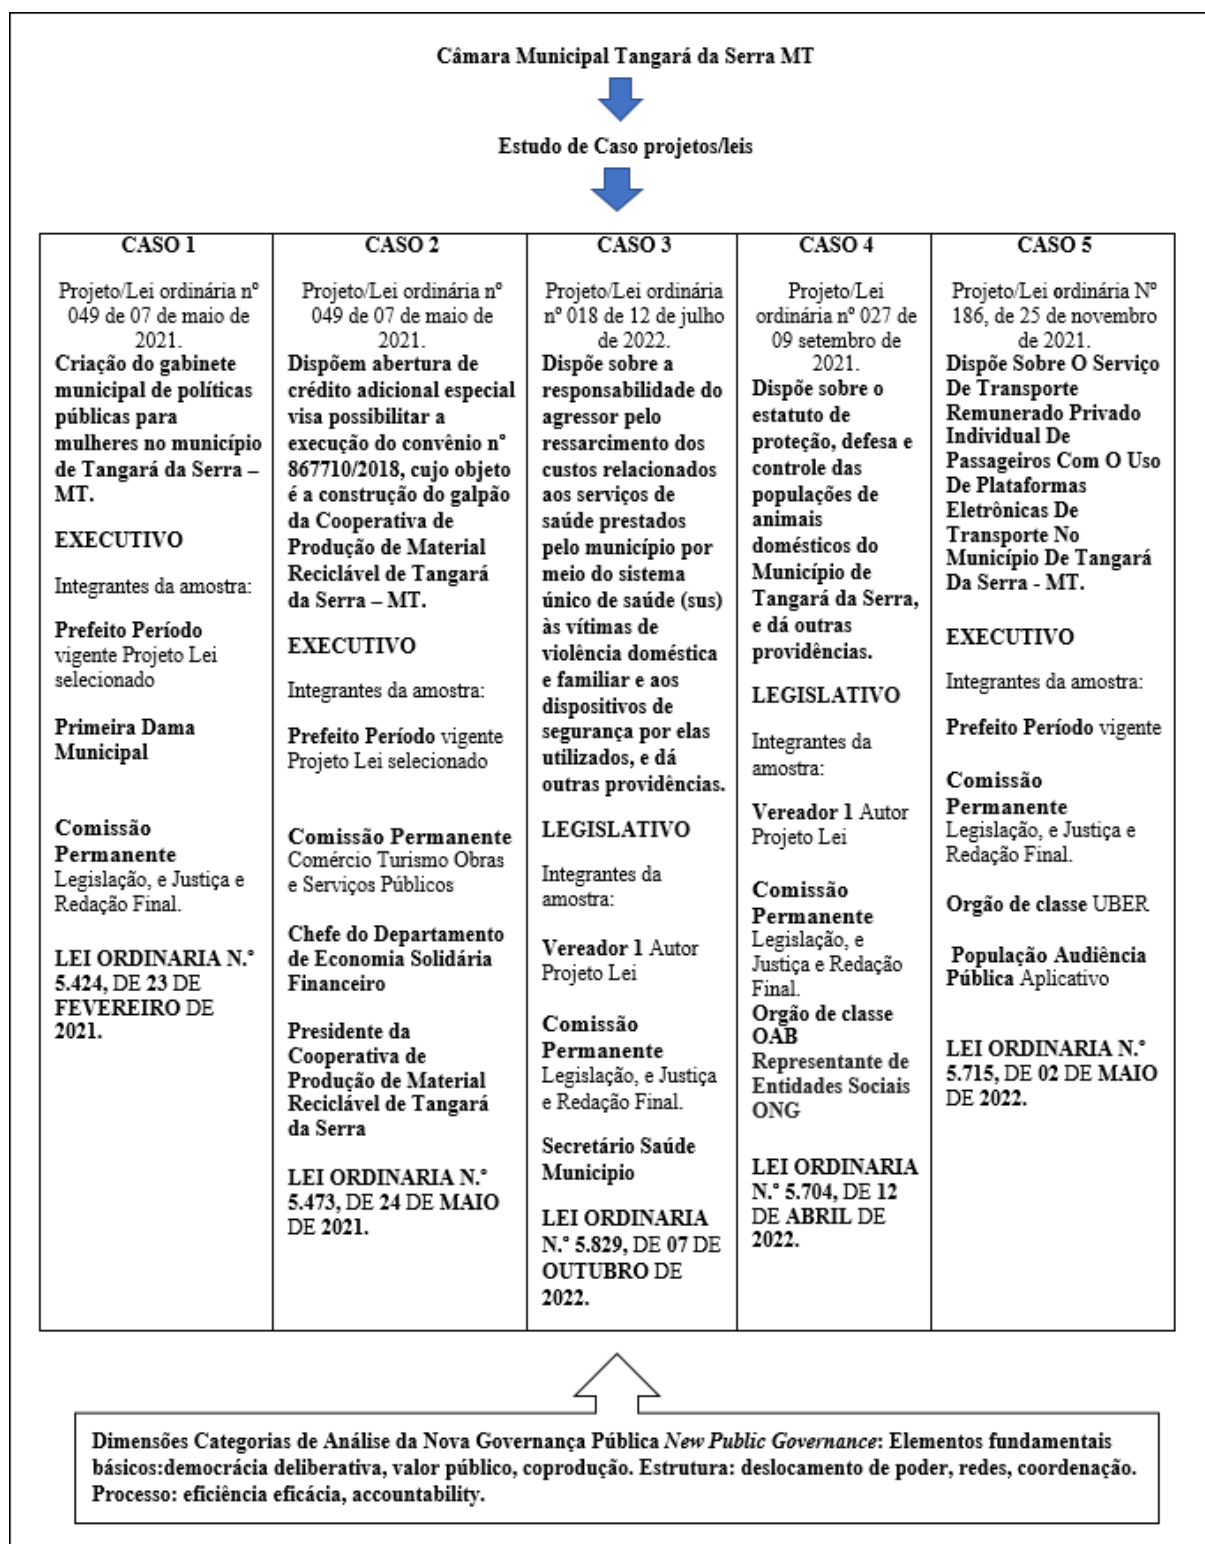 Câmara Municipal Tangará da Serra MT
Estudo de Caso projetos/leis
CASO 1
Projeto/Lei ordinária nº
049 de 07 de maio de
2021.
Criação do gabinete
municipal de políticas
públicas para
mulheres no município
de Tangará da Serra –
MT.
EXECUTIVO
Integrantes da amostra:
Prefeito Período
vigente Projeto Lei
selecionado
Primeira Dama
Municipal
Comissão
Permanente
Legislação, e Justiça e
Redação Final.
LEI ORDINARIA N.º
5.424, DE 23 DE
FEVEREIRO DE
2021.
CASO 2
Projeto/Lei ordinária nº
049 de 07 de maio de
2021.
Dispõem abertura de
crédito adicional especial
visa possibilitar a
execução do convênio nº
867710/2018, cujo objeto
é a construção do galpão
da Cooperativa de
Produção de Material
Reciclável de Tangará
da Serra – MT.
EXECUTIVO
Integrantes da amostra:
Prefeito Período vigente
Projeto Lei selecionado
Comissão Permanente
Comércio Turismo Obras
e Serviços Públicos
Chefe do Departamento
de Economia Solidária
Financeiro
Presidente da
Cooperativa de
Produção de Material
Reciclável de Tangará
da Serra
LEI ORDINARIA N.º
5.473, DE 24 DE MAIO
DE 2021.
CASO 3
Projeto/Lei ordinária
nº 018 de 12 de julho
de 2022.
Dispõe sobre a
responsabilidade do
agressor pelo
ressarcimento dos
custos relacionados
aos serviços de
saúde prestados
pelo município por
meio do sistema
único de saúde (sus)
às vítimas de
violência doméstica
e familiar e aos
dispositivos de
segurança por elas
utilizados, e dá
outras providências.
LEGISLATIVO
Integrantes da
amostra:
Vereador 1 Autor
Projeto Lei
Comissão
Permanente
Legislação, e Justiça
e Redação Final.
Secretário Saúde
Municipio
LEI ORDINARIA
N.º 5.829, DE 07 DE
OUTUBRO DE
2022.
CASO 4
Projeto/Lei
ordinária nº 027 de
09 setembro de
2021.
Dispõe sobre o
estatuto de
proteção, defesa e
controle das
populações de
animais
domésticos do
Município de
Tangará da Serra,
e dá outras
providências.
LEGISLATIVO
Integrantes da
amostra:
Vereador 1 Autor
Projeto Lei
Comissão
Permanente
Legislação, e
Justiça e Redação
Final.
Orgão de classe
OAB
Representante de
Entidades Sociais
ONG
LEI ORDINARIA
N.º 5.704, DE 12
DE ABRIL DE
2022.
CASO 5
Projeto/Lei ordinária Nº
186, de 25 de novembro
de 2021.
Dispõe Sobre O Serviço
De Transporte
Remunerado Privado
Individual De
Passageiros Com O Uso
De Plataformas
Eletrônicas De
Transporte No
Município De Tangará
Da Serra - MT.
EXECUTIVO
Integrantes da amostra:
Prefeito Período vigente
Comissão
Permanente
Legislação, e Justiça e
Redação Final.
Orgão de classe UBER
População Audiência
Pública Aplicativo
LEI ORDINARIA N.º
5.715, DE 02 DE MAIO
DE 2022.
Dimensões Categorias de Análise da Nova Governança Pública New Public Governance: Elementos fundamentais
básicos:democrácia deliberativa, valor público, coprodução. Estrutura: deslocamento de poder, redes, coordenação.
Processo: eficiência eficácia, accountability.